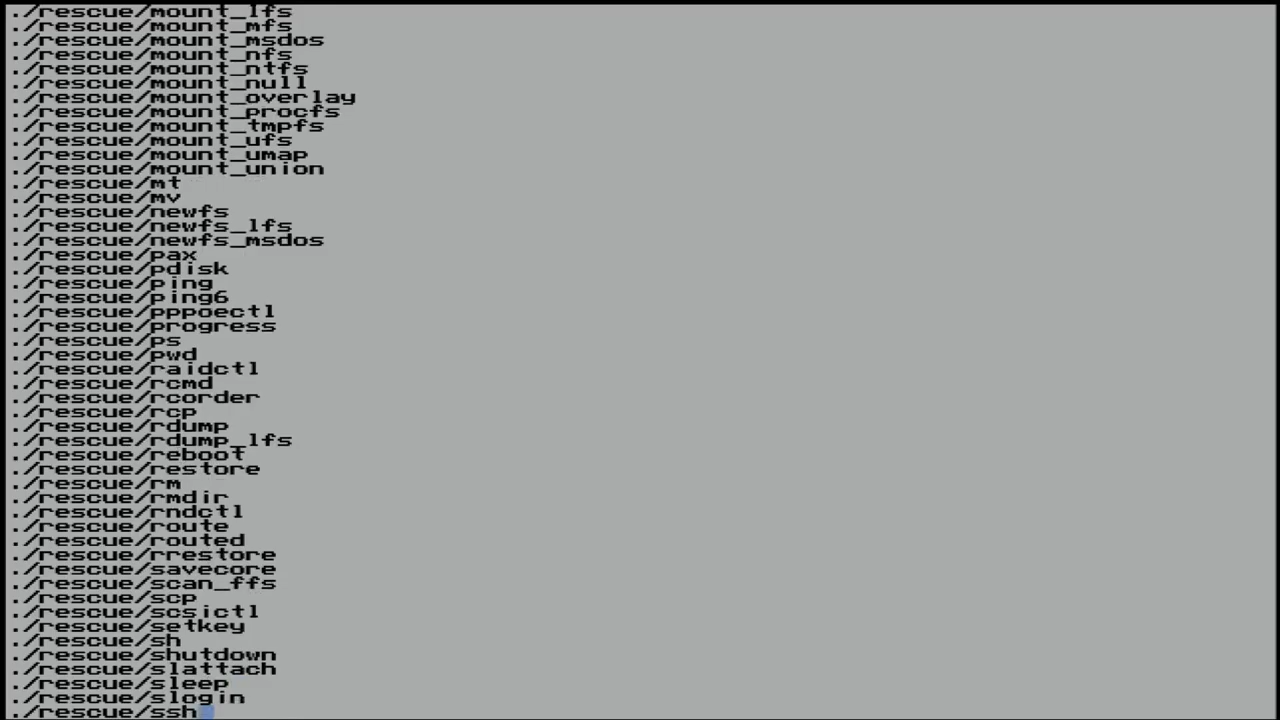 ./rescue/mount_lfs
./rescue/mount_mfs
./rescue/mount_msdos
./rescue/mount_nfs
./rescue/mount_ntfs
./rescue/mount_null
./rescue/mount_overlay
./rescue/mount_procfs
./rescue/mount_tmpfs
./rescue/mount_ufs
./rescue/mount_umap
./rescue/mount_union
./rescue/mt
./rescue/mv
./rescue/newfs
./rescue/newfs_lfs
./rescue/newfs_msdos
./rescue/pax
./rescue/pdisk
./rescue/ping
./rescue/ping6
./rescue/pppoectl
./rescue/progress
./rescue/ps
./rescue/pwd
./rescue/raidctl
./rescue/rcmd
./rescue/rcorder
./rescue/rcp
./rescue/rdump
./rescue/rdump_lfs
./rescue/reboot
./rescue/restore
./rescue/rm
./rescue/rmdir
./rescue/rndctl
./rescue/route
./rescue/routed
./rescue/rrestore
./rescue/savecore
./rescue/scan_ffs
./rescue/scp
./rescue/scsictl
./rescue/setkey
./rescue/sh
./rescue/shutdown
./rescue/slattach
./rescue/sleep
./rescue/slogin
./rescue/ssh